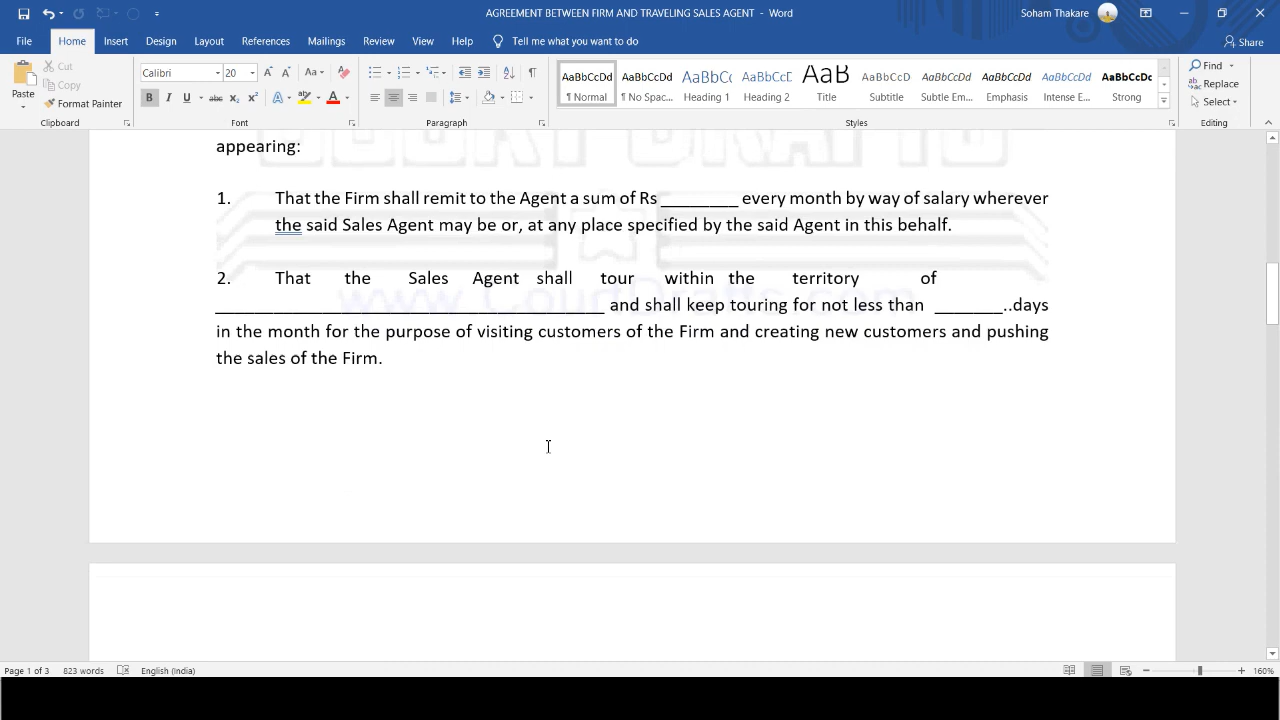 AGREEMENT BETWEEN FIRM AND TRAVELING SALES AGENT - Word
Soham Thakare
File Home Insert Design Layout References Mailings Review View Help Tell me what you want to do Share
Paste
Cut
Copy
Format Painter
Calibri 20
AaBbCcDd AaBbCcDd AaBbC( AaBbCcE AaB AaBbCcD AaBbCcDd AaBbCcDd AaBbCcDd AaBbCcDc
¶ Normal ¶ No Spac... Heading 1 Heading 2 Title Subtitle Subtle Em... Emphasis Intense E... Strong
Find
Replace
Select
Clipboard Font Paragraph Styles Editing
COURT DRAFTS
appearing:
1. That the Firm shall remit to the Agent a sum of Rs ________ every month by way of salary wherever
the said Sales Agent may be or, at any place specified by the said Agent in this behalf.
2. That the Sales Agent shall tour within the territory of
www.CourtDrafts.com
________________________________________ and shall keep touring for not less than _______..days
in the month for the purpose of visiting customers of the Firm and creating new customers and pushing
the sales of the Firm.
Page 1 of 3 823 words English (India) 160%